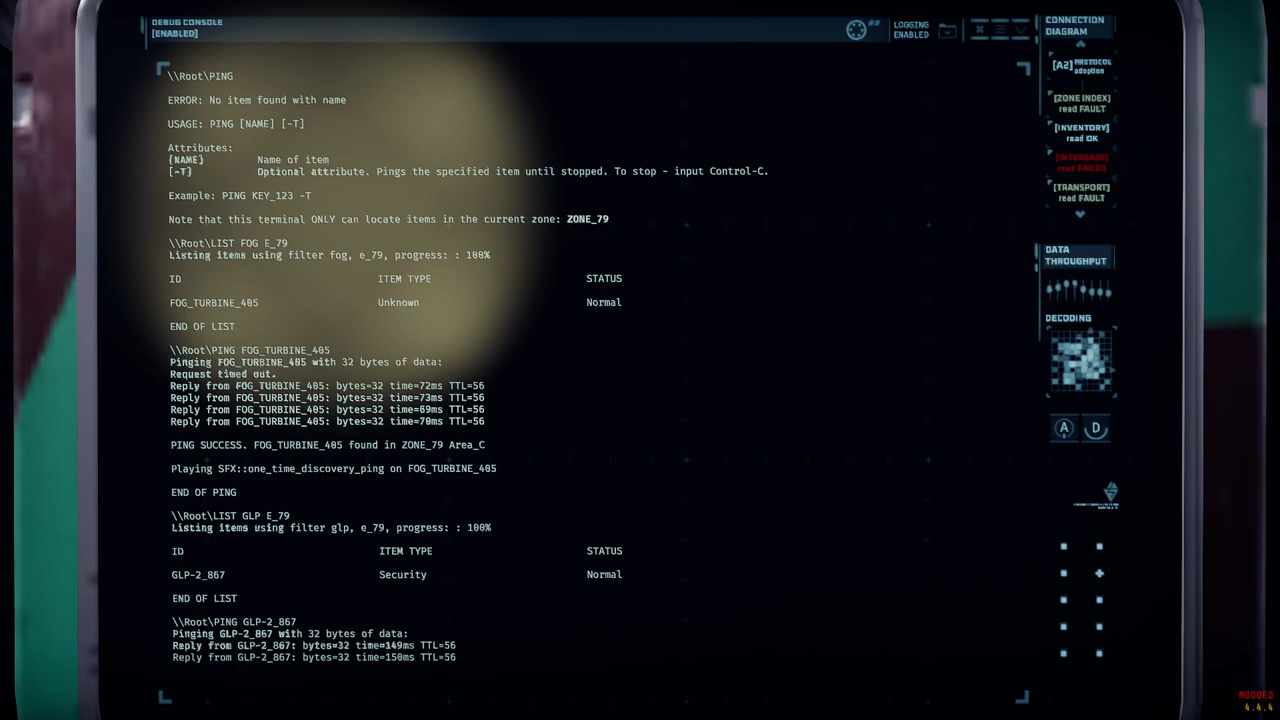 DEBUG CONSOLE
[ENABLED]
LOGGING
ENABLED
\\Root\PING
ERROR: No item found with name
USAGE: PING [NAME] [-T]
Attributes:
[NAME] Name of item
[-T] Optional attribute. Pings the specified item until stopped. To stop - input Control-C.
Example: PING KEY_123 -T
Note that this terminal ONLY can locate items in the current zone: ZONE_79
\\Root\LIST FOG E_79
Listing items using filter fog, e_79, progress: : 100%
ID ITEM TYPE STATUS
FOG_TURBINE_405 Unknown Normal
END OF LIST
\\Root\PING FOG_TURBINE_405
Pinging FOG_TURBINE_405 with 32 bytes of data:
Request timed out.
Reply from FOG_TURBINE_405: bytes=32 time=72ms TTL=56
Reply from FOG_TURBINE_405: bytes=32 time=73ms TTL=56
Reply from FOG_TURBINE_405: bytes=32 time=69ms TTL=56
Reply from FOG_TURBINE_405: bytes=32 time=70ms TTL=56
PING SUCCESS. FOG_TURBINE_405 found in ZONE_79 Area_C
Playing SFX::one_time_discovery_ping on FOG_TURBINE_405
END OF PING
\\Root\LIST GLP E_79
Listing items using filter glp, e_79, progress: : 100%
ID ITEM TYPE STATUS
GLP-2_867 Security Normal
END OF LIST
\\Root\PING GLP-2_867
Pinging GLP-2_867 with 32 bytes of data:
Reply from GLP-2_867: bytes=32 time=149ms TTL=56
Reply from GLP-2_867: bytes=32 time=150ms TTL=56
CONNECTION
DIAGRAM
[A2] PROTOCOL
adoption
[ZONE INDEX]
read FAULT
[INVENTORY]
read OK
[INTERBASE]
read FAILED
[TRANSPORT]
read FAULT
DATA
THROUGHPUT
DECODING
A D
MODDED
4.4.4